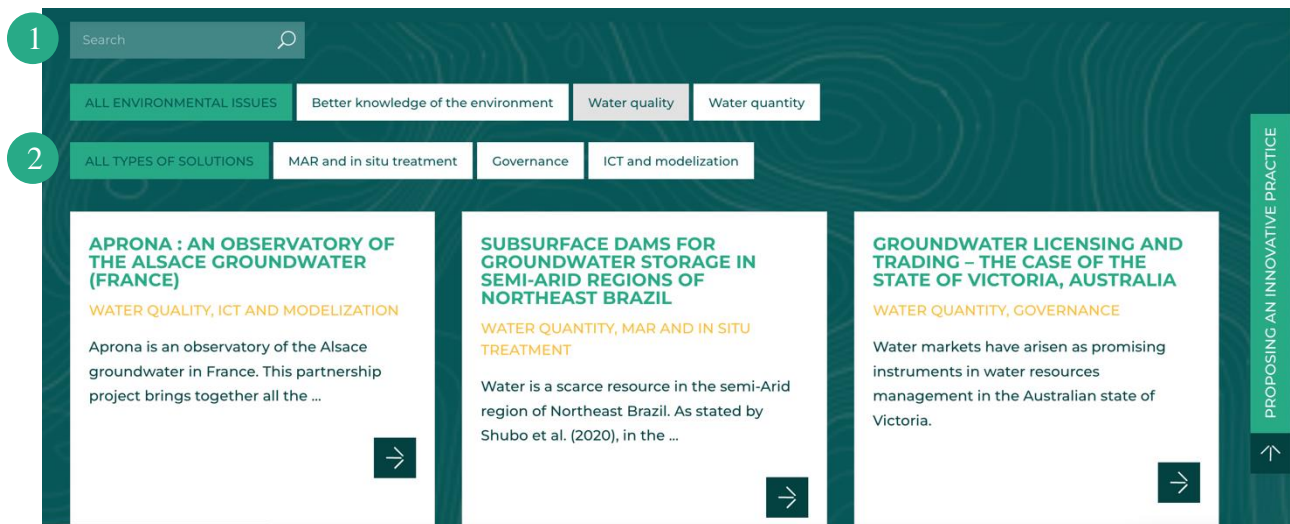 1
Search
ALL ENVIRONMENTAL ISSUES Better knowledge of the environment Water quality Water quantity
2
ALL TYPES OF SOLUTIONS MAR and in situ treatment Governance ICT and modelization
APRONA : AN OBSERVATORY OF
THE ALSACE GROUNDWATER
(FRANCE)
WATER QUALITY, ICT AND MODELIZATION
Aprona is an observatory of the Alsace
groundwater in France. This partnership
project brings together all the ...
SUBSURFACE DAMS FOR
GROUNDWATER STORAGE IN
SEMI-ARID REGIONS OF
NORTHEAST BRAZIL
WATER QUANTITY, MAR AND IN SITU
TREATMENT
Water is a scarce resource in the semi-Arid
region of Northeast Brazil. As stated by
Shubo et al. (2020), in the ...
GROUNDWATER LICENSING AND
TRADING – THE CASE OF THE
STATE OF VICTORIA, AUSTRALIA
WATER QUANTITY, GOVERNANCE
Water markets have arisen as promising
instruments in water resources
management in the Australian state of
Victoria.
PROPOSING AN INNOVATIVE PRACTICE